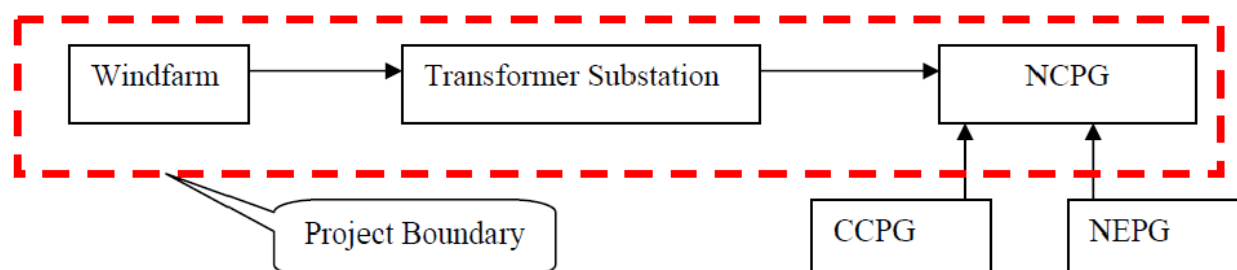 Windfarm
Transformer Substation
NCPG
Project Boundary
CCPG
NEPG